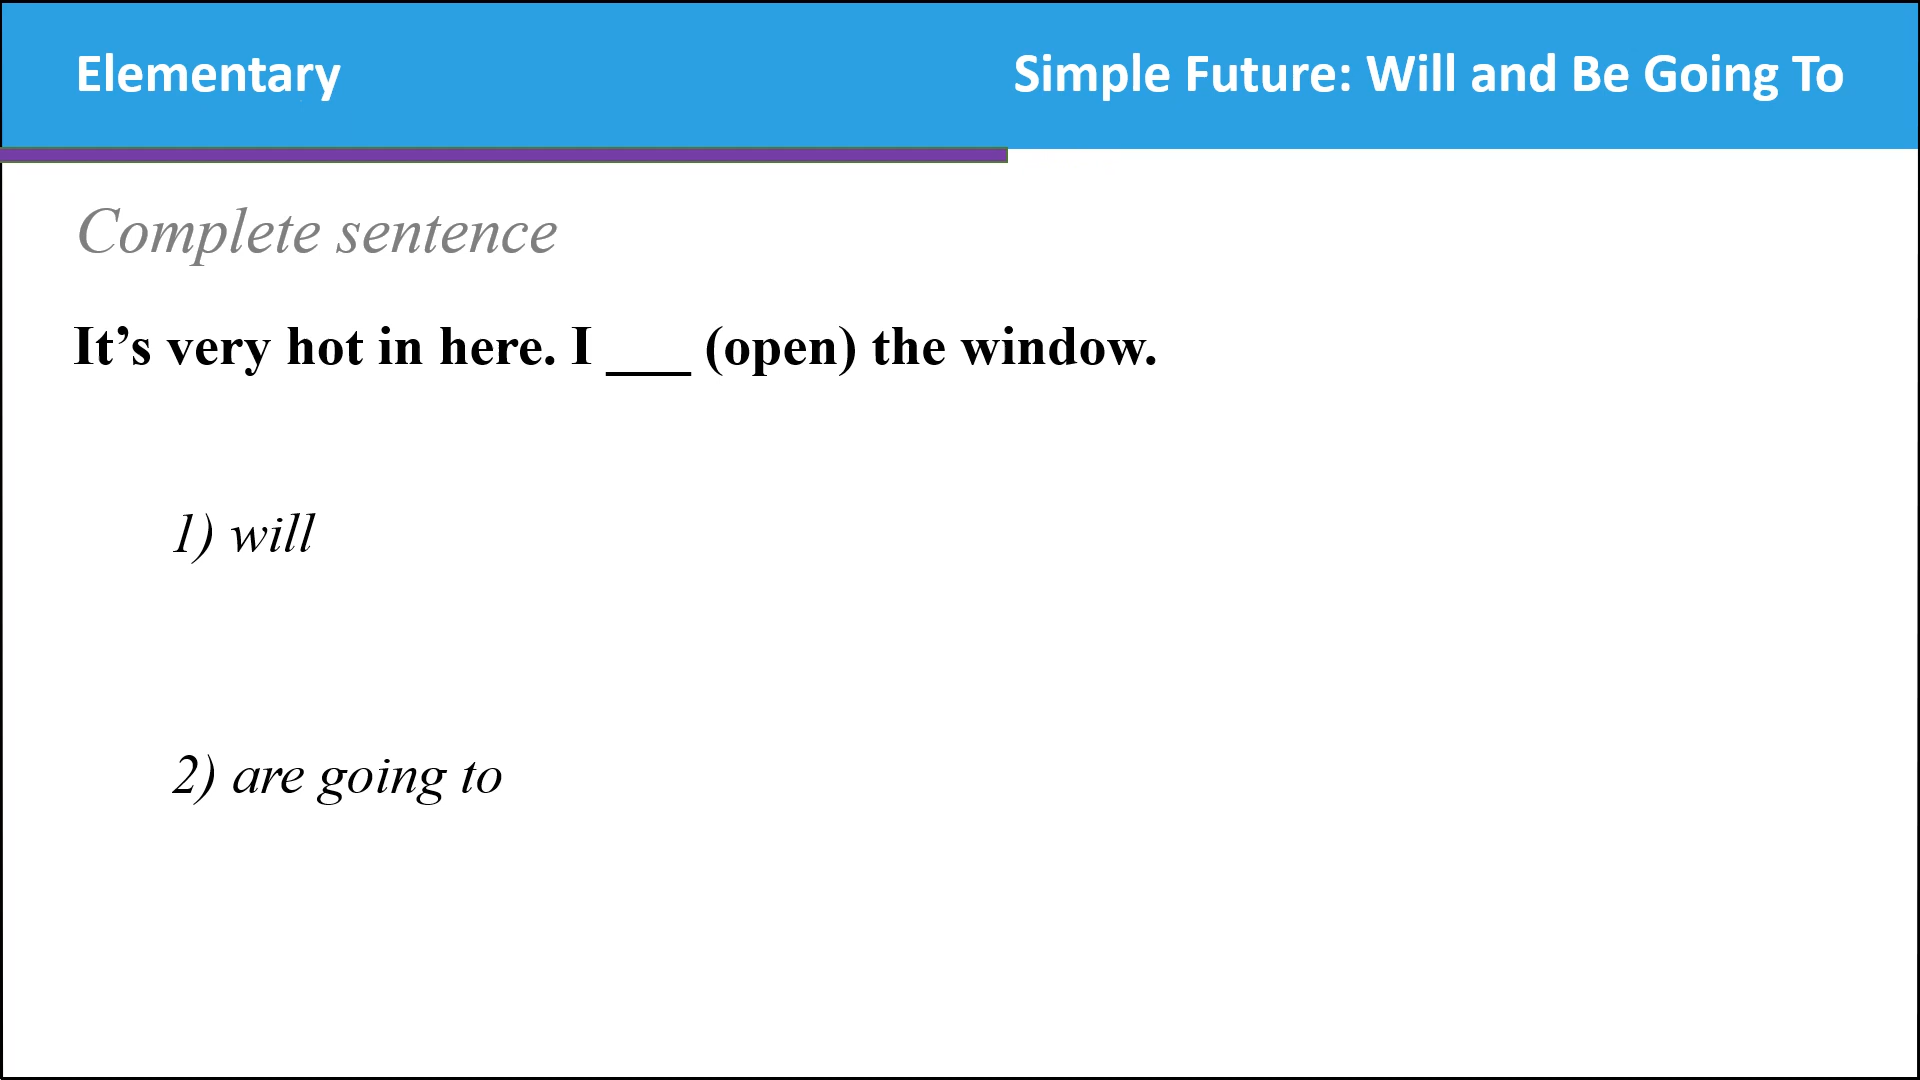 Elementary
Simple Future: Will and Be Going To
Complete sentence
It’s very hot in here. I ___ (open) the window.
1) will
2) are going to